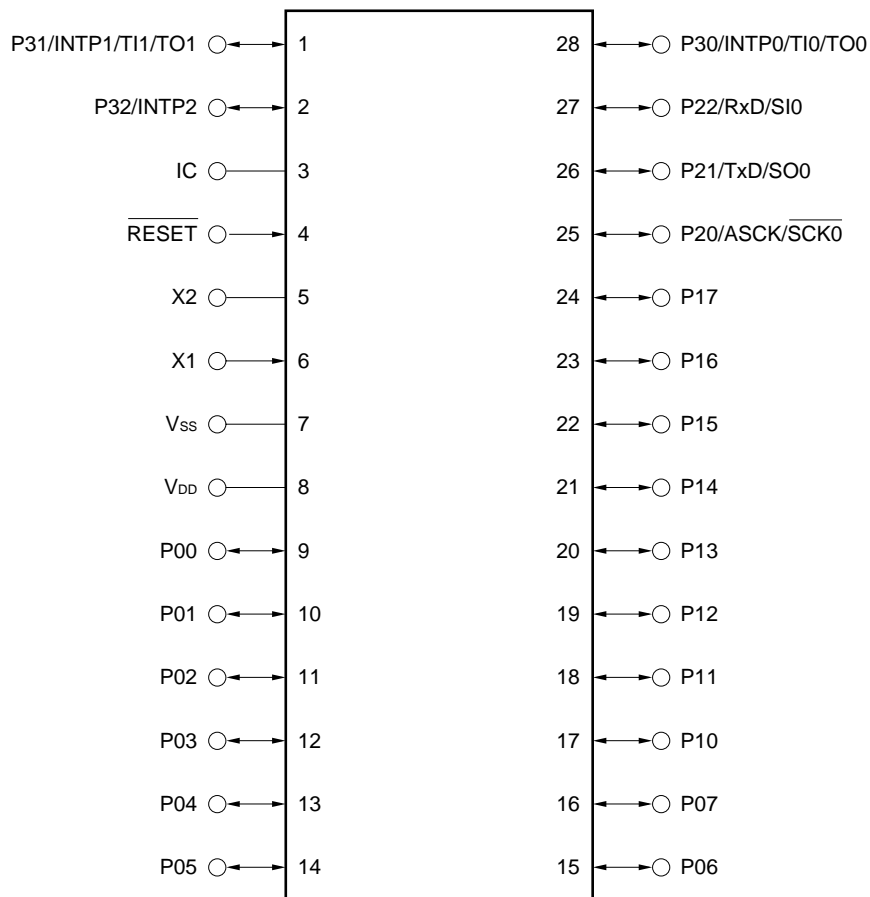 P31/INTP1/TI1/TO1 1 28 P30/INTP0/TI0/TO0
P32/INTP2 2 27 P22/RxD/SI0
IC 3 26 P21/TxD/SO0
RESET 4 25 P20/ASCK/SCK0
X2 5 24 P17
X1 6 23 P16
VSS 7 22 P15
VDD 8 21 P14
P00 9 20 P13
P01 10 19 P12
P02 11 18 P11
P03 12 17 P10
P04 13 16 P07
P05 14 15 P06